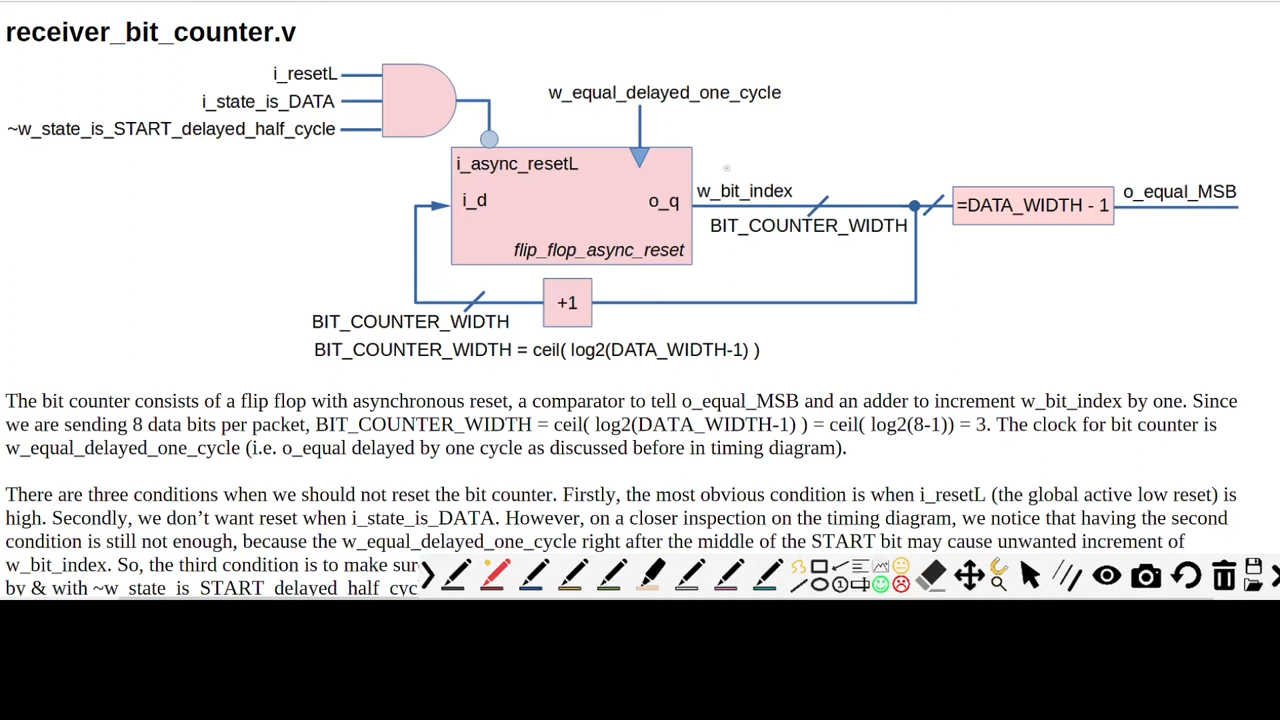 receiver_bit_counter.v
i_resetL
i_state_is_DATA
~w_state_is_START_delayed_half_cycle
w_equal_delayed_one_cycle
i_async_resetL
i_d
o_q
flip_flop_async_reset
w_bit_index
BIT_COUNTER_WIDTH
=DATA_WIDTH - 1
o_equal_MSB
+1
BIT_COUNTER_WIDTH
BIT_COUNTER_WIDTH = ceil( log2(DATA_WIDTH-1) )
The bit counter consists of a flip flop with asynchronous reset, a comparator to tell o_equal_MSB and an adder to increment w_bit_index by one. Since
we are sending 8 data bits per packet, BIT_COUNTER_WIDTH = ceil( log2(DATA_WIDTH-1) ) = ceil( log2(8-1)) = 3. The clock for bit counter is
w_equal_delayed_one_cycle (i.e. o_equal delayed by one cycle as discussed before in timing diagram).
There are three conditions when we should not reset the bit counter. Firstly, the most obvious condition is when i_resetL (the global active low reset) is
high. Secondly, we don’t want reset when i_state_is_DATA. However, on a closer inspection on the timing diagram, we notice that having the second
condition is still not enough, because the w_equal_delayed_one_cycle right after the middle of the START bit may cause unwanted increment of
w_bit_index. So, the third condition is to make sur
by & with ~w_state_is_START_delayed_half_cyc